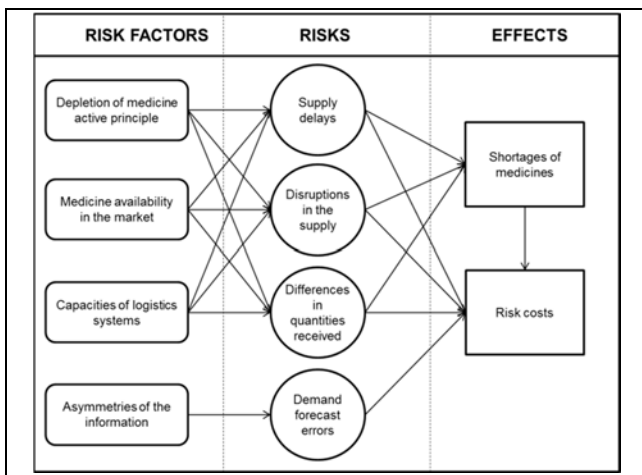 RISK FACTORS
RISKS
EFFECTS
Depletion of medicine
active principle
Medicine availability
in the market
Capacities of logistics
systems
Asymmetries of the
information
Supply
delays
Disruptions in
the supply
Differences in
quantities
received
Demand
forecast
errors
Shortages of
medicines
Risk costs